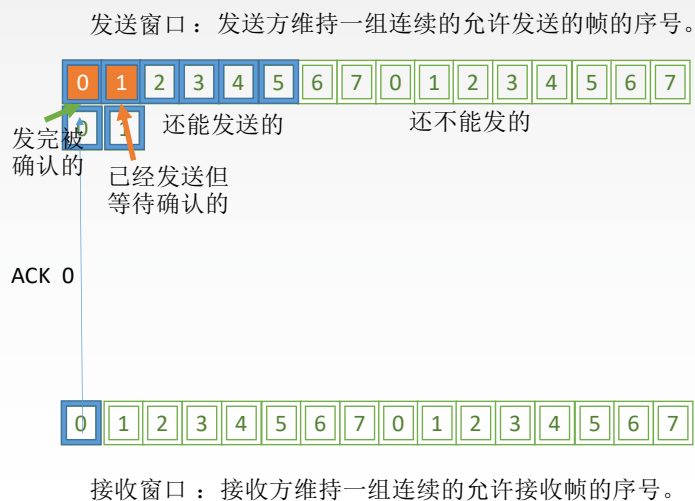 发送窗口：发送方维持一组连续的允许发送的帧的序号。
0 1 2 3 4 5 6 7 0 1 2 3 4 5 6 7
0 1
还能发送的
还不能发的
发完被
确认的
已经发送但
等待确认的
ACK 0
0 1 2 3 4 5 6 7 0 1 2 3 4 5 6 7
接收窗口：接收方维持一组连续的允许接收帧的序号。